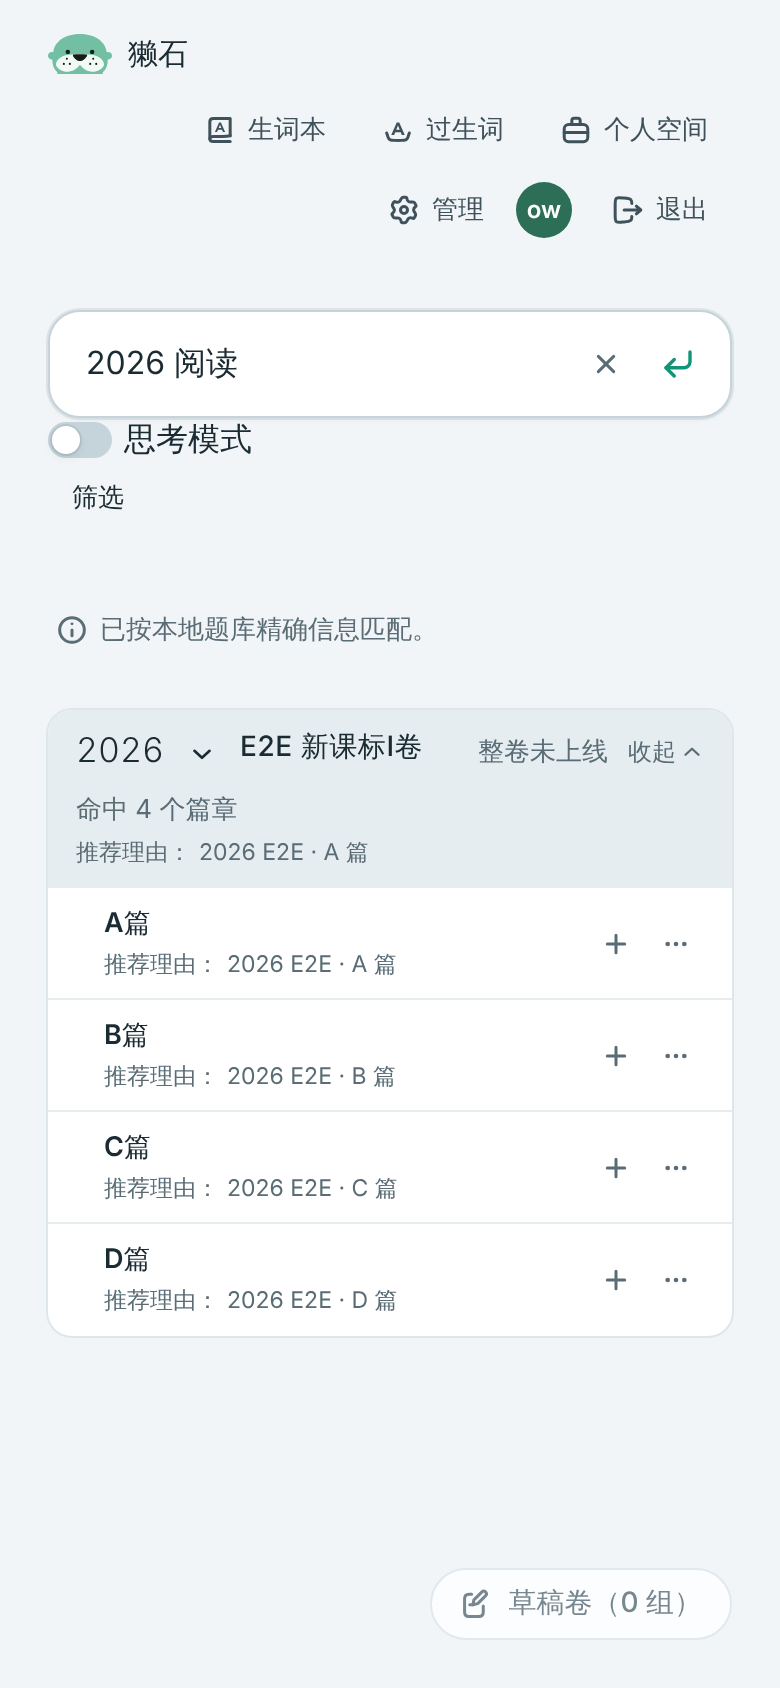 獭石
生词本 过生词 个人空间
管理 OW 退出
2026 阅读
思考模式
筛选
已按本地题库精确信息匹配。
2026 E2E 新课标I卷 整卷未上线 收起
命中 4 个篇章
推荐理由： 2026 E2E · A 篇
A篇
推荐理由： 2026 E2E · A 篇
B篇
推荐理由： 2026 E2E · B 篇
C篇
推荐理由： 2026 E2E · C 篇
D篇
推荐理由： 2026 E2E · D 篇
草稿卷（0 组）